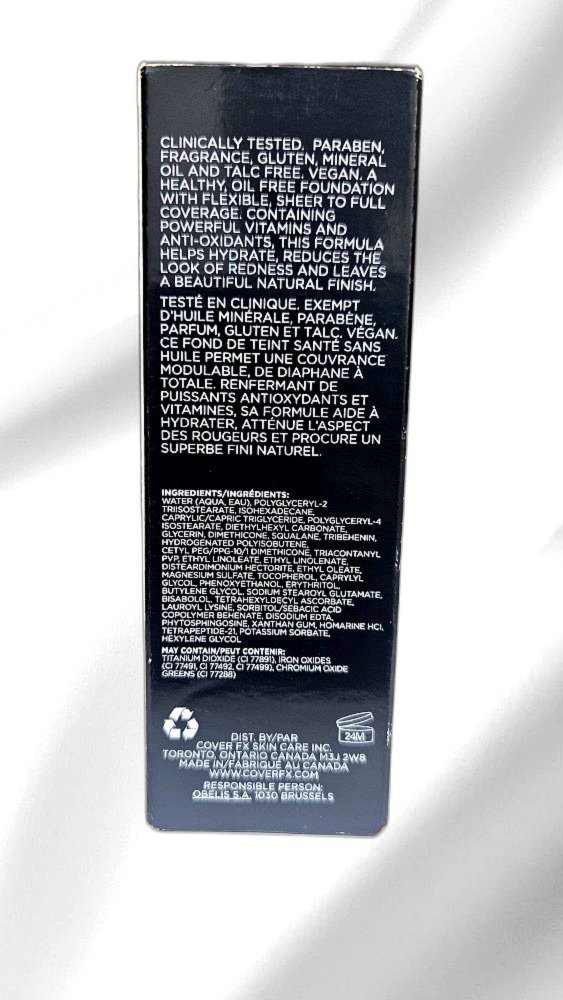 CLINICALLY TESTED. PARABEN,
FRAGRANCE, GLUTEN, MINERAL
OIL AND TALC FREE. VEGAN. A
HEALTHY, OIL FREE FOUNDATION
WITH FLEXIBLE, SHEER TO FULL
COVERAGE. CONTAINING
POWERFUL VITAMINS AND
ANTI-OXIDANTS, THIS FORMULA
HELPS HYDRATE, REDUCES THE
LOOK OF REDNESS AND LEAVES
A BEAUTIFUL NATURAL FINISH.
TESTÉ EN CLINIQUE. EXEMPT
D'HUILE MINÉRALE, PARABÈNE,
PARFUM, GLUTEN ET TALC. VÉGAN.
CE FOND DE TEINT SANTÉ SANS
HUILE PERMET UNE COUVRANCE
MODULABLE, DE DIAPHANE À
TOTALE. RENFERMANT DE
PUISSANTS ANTIOXYDANTS ET
VITAMINES, SA FORMULE AIDE À
HYDRATER, ATTÉNUE L'ASPECT
DES ROUGEURS ET PROCURE UN
SUPERBE FINI NATUREL.
INGREDIENTS/INGRÉDIENTS:
WATER (AQUA, EAU), POLYGLYCERYL-2
TRIISOSTEARATE, ISOHEXADECANE,
CAPRYLIC/CAPRIC TRIGLYCERIDE, POLYGLYCERYL-4
ISOSTEARATE, DIETHYLHEXYL CARBONATE,
GLYCERIN, DIMETHICONE, SQUALANE, TRIBEHENIN,
HYDROGENATED POLYISOBUTENE,
CETYL PEG/PPG-10/1 DIMETHICONE, TRIACONTANYL
PVP, ETHYL LINOLEATE, ETHYL LINOLENATE,
DISTEARDIMONIUM HECTORITE, ETHYL OLEATE,
MAGNESIUM SULFATE, TOCOPHEROL, CAPRYLYL
GLYCOL, PHENOXYETHANOL, ERYTHRITOL,
BUTYLENE GLYCOL, SODIUM STEAROYL GLUTAMATE,
BISABOLOL, TETRAHEXYLDECYL ASCORBATE,
LAUROYL LYSINE, SORBITOL/SEBACIC ACID
COPOLYMER BEHENATE, DISODIUM EDTA,
PHYTOSPHINGOSINE, XANTHAN GUM, HOMARINE HCl,
TETRAPEPTIDE-21, POTASSIUM SORBATE,
HEXYLENE GLYCOL
MAY CONTAIN/PEUT CONTENIR:
TITANIUM DIOXIDE (CI 77891), IRON OXIDES
(CI 77491, CI 77492, CI 77499), CHROMIUM OXIDE
GREENS (CI 77288)
24M
DIST. BY/PAR
COVER FX SKIN CARE INC.
TORONTO, ONTARIO CANADA M3J 2W8
MADE IN/FABRIQUÉ AU CANADA
WWW.COVERFX.COM
RESPONSIBLE PERSON:
OBELIS S.A. 1030 BRUSSELS